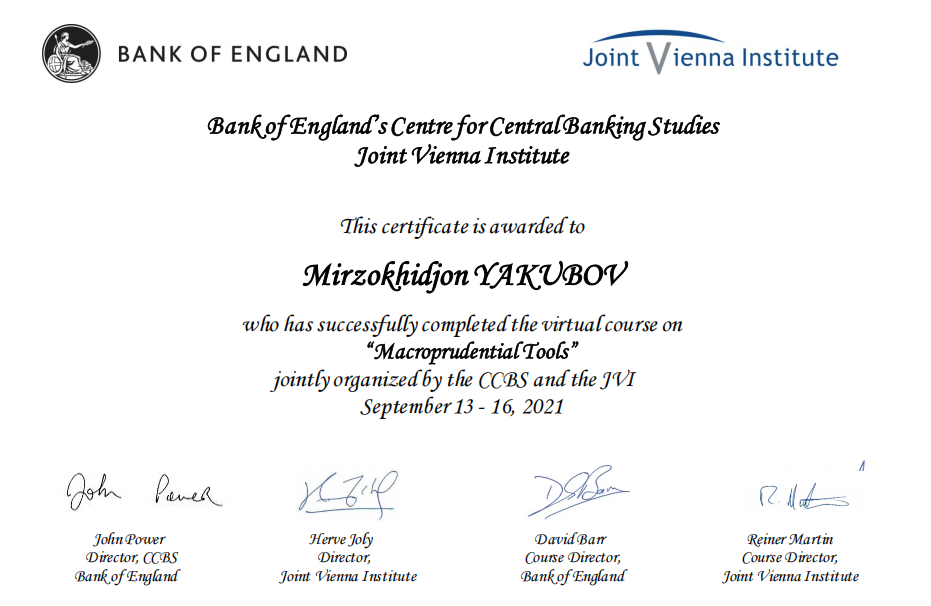 BANK OF ENGLAND
Joint Vienna Institute
Bank of England's Centre for Central Banking Studies
Joint Vienna Institute
This certificate is awarded to
Mirzokhidjon YAKUBOV
who has successfully completed the virtual course on
“Macroprudential Tools”
jointly organized by the CCBS and the JVI
September 13 - 16, 2021
John Power
John Power
Director, CCBS
Bank of England
Herve Joly
Director,
Joint Vienna Institute
David Barr
Course Director,
Bank of England
Reiner Martin
Course Director,
Joint Vienna Institute